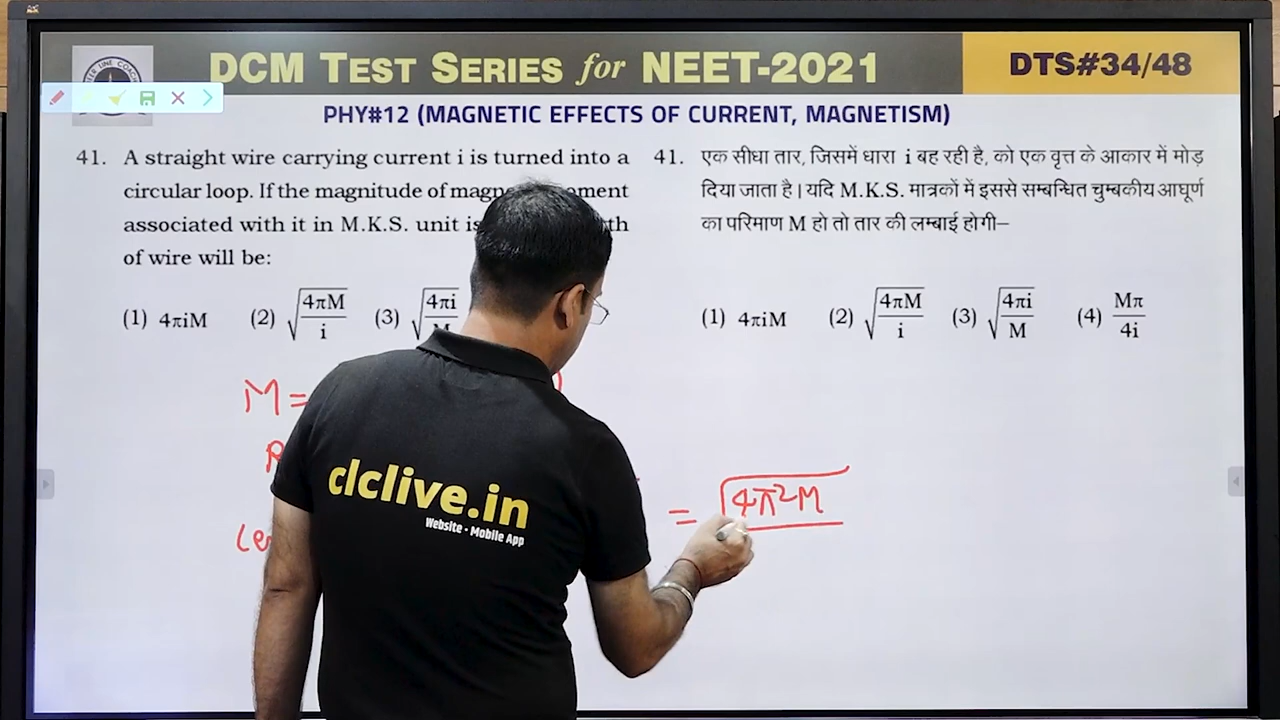 DCM TEST SERIES for NEET-2021
DTS#34/48
PHY#12 (MAGNETIC EFFECTS OF CURRENT, MAGNETISM)
41. A straight wire carrying current i is turned into a
circular loop. If the magnitude of
associated with it in M.K.S. unit is
of wire will be:
(1) 4πiM (2) √(4πM/i) (3)
41. एक सीधा तार, जिसमें धारा i बह रही है, को एक वृत्त के आकार में मोड़
दिया जाता है। यदि M.K.S. मात्रकों में इससे सम्बन्धित चुम्बकीय आघूर्ण
का परिमाण M हो तो तार की लम्बाई होगी–
(1) 4πiM (2) √(4πM/i) (3) √(4πi/M) (4) Mπ/4i
M =
= √4π²M
clclive.in
Website • Mobile App